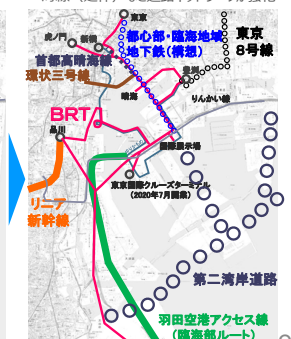 東京
虎ノ門
新橋
都心部・臨海地域
地下鉄(構想)
東京
8号線
首都高晴海線
環状三号線
豊洲
晴海
りんかい線
BRT
品川
国際展示場
東京国際クルーズターミナル
(2020年7月開業)
リニア
新幹線
第二湾岸道路
羽田空港アクセス線
(臨海部ルート)